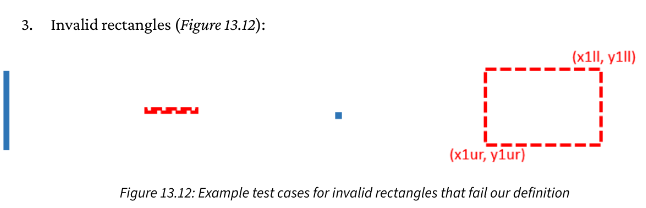 3. Invalid rectangles (Figure 13.12):
(x1ll, y1ll)
(x1ur, y1ur)
Figure 13.12: Example test cases for invalid rectangles that fail our definition